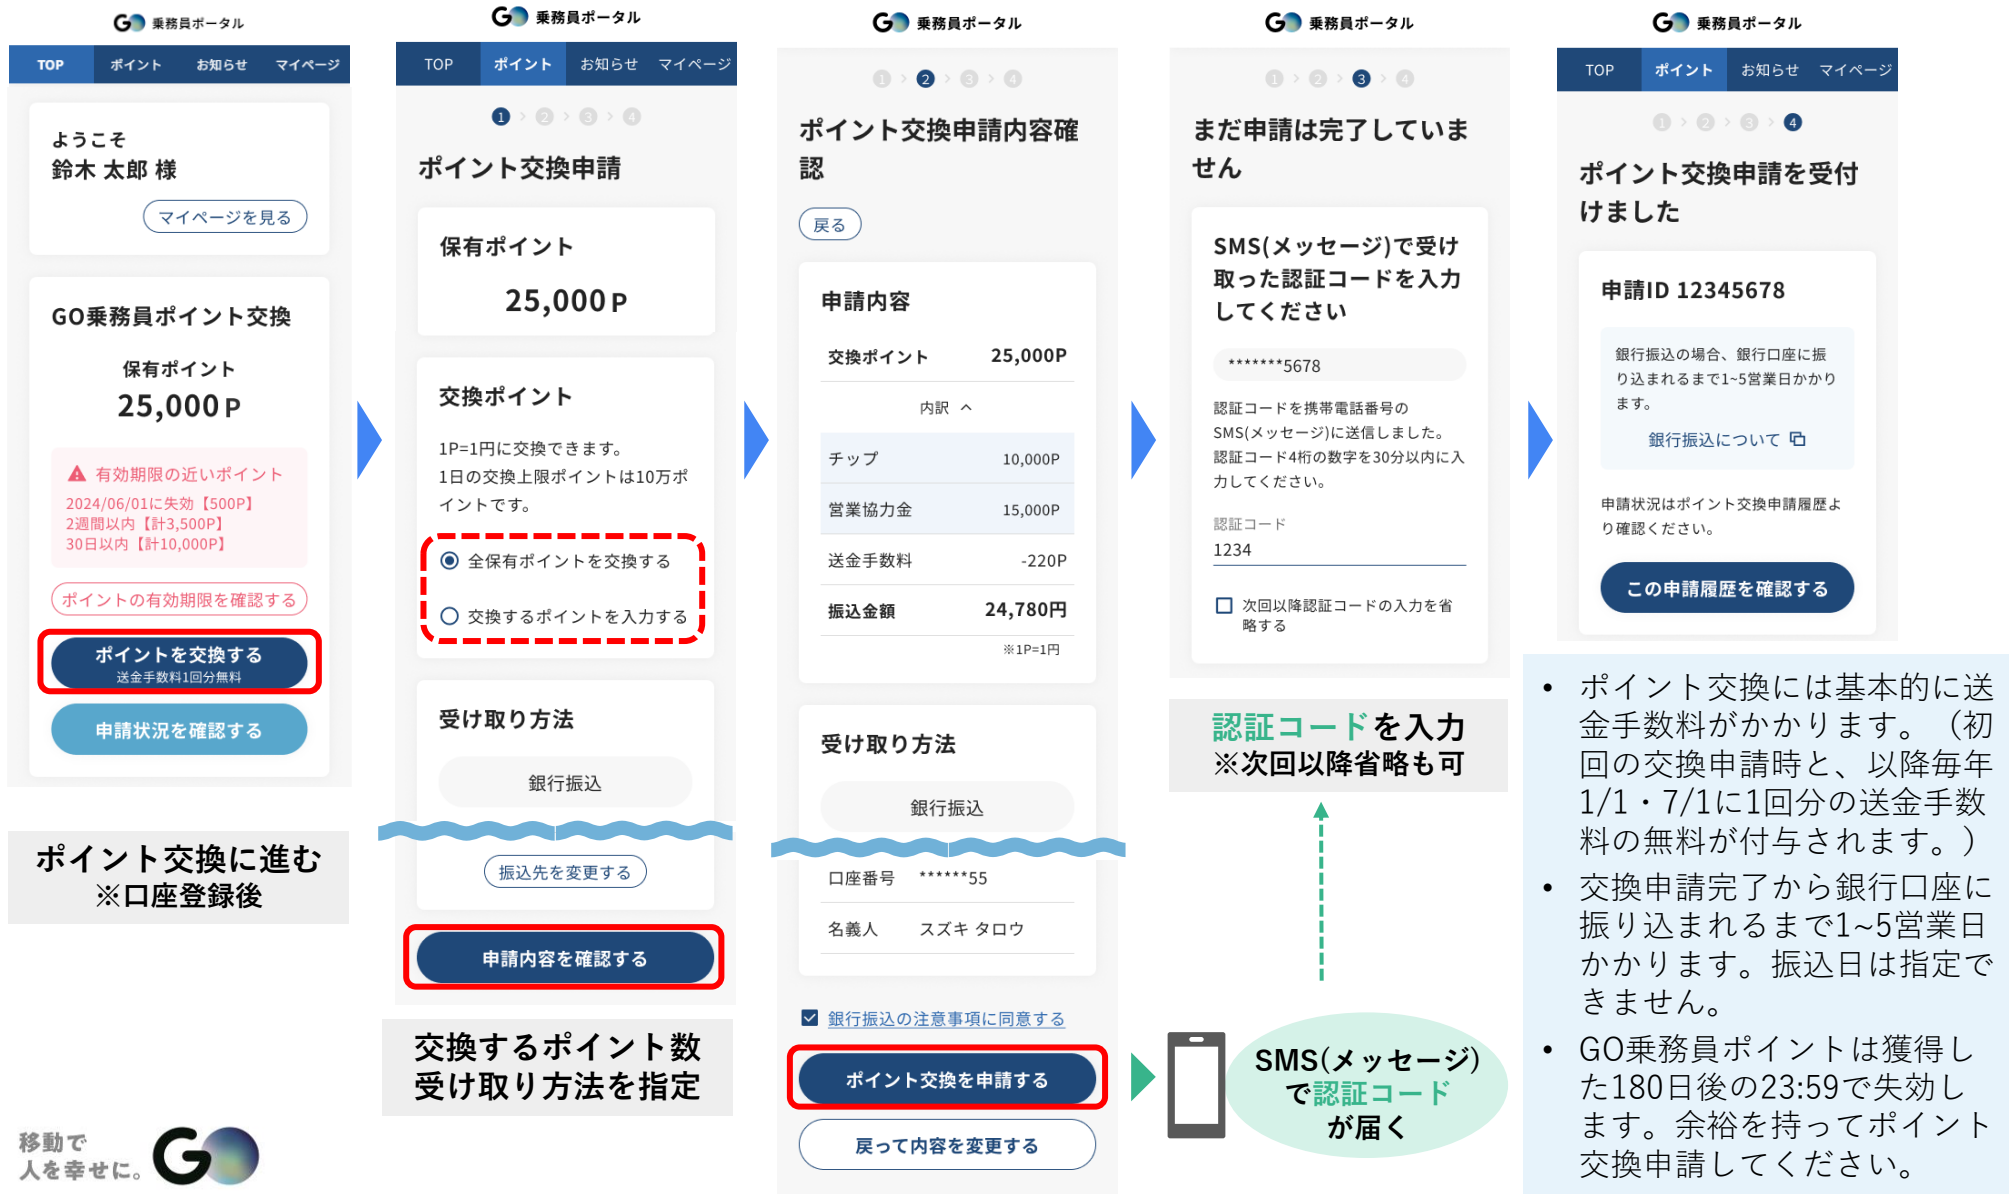 GO 乗務員ポータル
TOP ポイント お知らせ マイページ
ようこそ
鈴木 太郎 様
マイページを見る
GO乗務員ポイント交換
保有ポイント
25,000 P
有効期限の近いポイント
2024/06/01に失効【500P】
2週間以内【計3,500P】
30日以内【計10,000P】
ポイントの有効期限を確認する
ポイントを交換する
送金手数料1回分無料
申請状況を確認する
ポイント交換に進む
※口座登録後
移動で
人を幸せに。
GO
GO 乗務員ポータル
TOP ポイント お知らせ マイページ
1 > 2 > 3 > 4
ポイント交換申請
保有ポイント
25,000 P
交換ポイント
1P=1円に交換できます。
1日の交換上限ポイントは10万ポ
イントです。
全保有ポイントを交換する
交換するポイントを入力する
受け取り方法
銀行振込
振込先を変更する
申請内容を確認する
交換するポイント数
受け取り方法を指定
GO 乗務員ポータル
1 > 2 > 3 > 4
ポイント交換申請内容確
認
戻る
申請内容
交換ポイント 25,000P
内訳 ^
チップ 10,000P
営業協力金 15,000P
送金手数料 -220P
振込金額 24,780円
※1P=1円
受け取り方法
銀行振込
口座番号 ******55
名義人 スズキ タロウ
銀行振込の注意事項に同意する
ポイント交換を申請する
戻って内容を変更する
GO 乗務員ポータル
1 > 2 > 3 > 4
まだ申請は完了していま
せん
SMS(メッセージ)で受け
取った認証コードを入力
してください
*******5678
認証コードを携帯電話番号の
SMS(メッセージ)に送信しました。
認証コード4桁の数字を30分以内に入
力してください。
認証コード
1234
次回以降認証コードの入力を省
略する
認証コードを入力
※次回以降省略も可
SMS(メッセージ)
で認証コード
が届く
GO 乗務員ポータル
TOP ポイント お知らせ マイページ
1 > 2 > 3 > 4
ポイント交換申請を受付
けました
申請ID 12345678
銀行振込の場合、銀行口座に振
り込まれるまで1~5営業日かかり
ます。
銀行振込について
申請状況はポイント交換申請履歴よ
り確認ください。
この申請履歴を確認する
• ポイント交換には基本的に送
金手数料がかかります。（初
回の交換申請時と、以降毎年
1/1・7/1に1回分の送金手数
料の無料が付与されます。）
• 交換申請完了から銀行口座に
振り込まれるまで1~5営業日
かかります。振込日は指定で
きません。
• GO乗務員ポイントは獲得し
た180日後の23:59で失効し
ます。余裕を持ってポイント
交換申請してください。